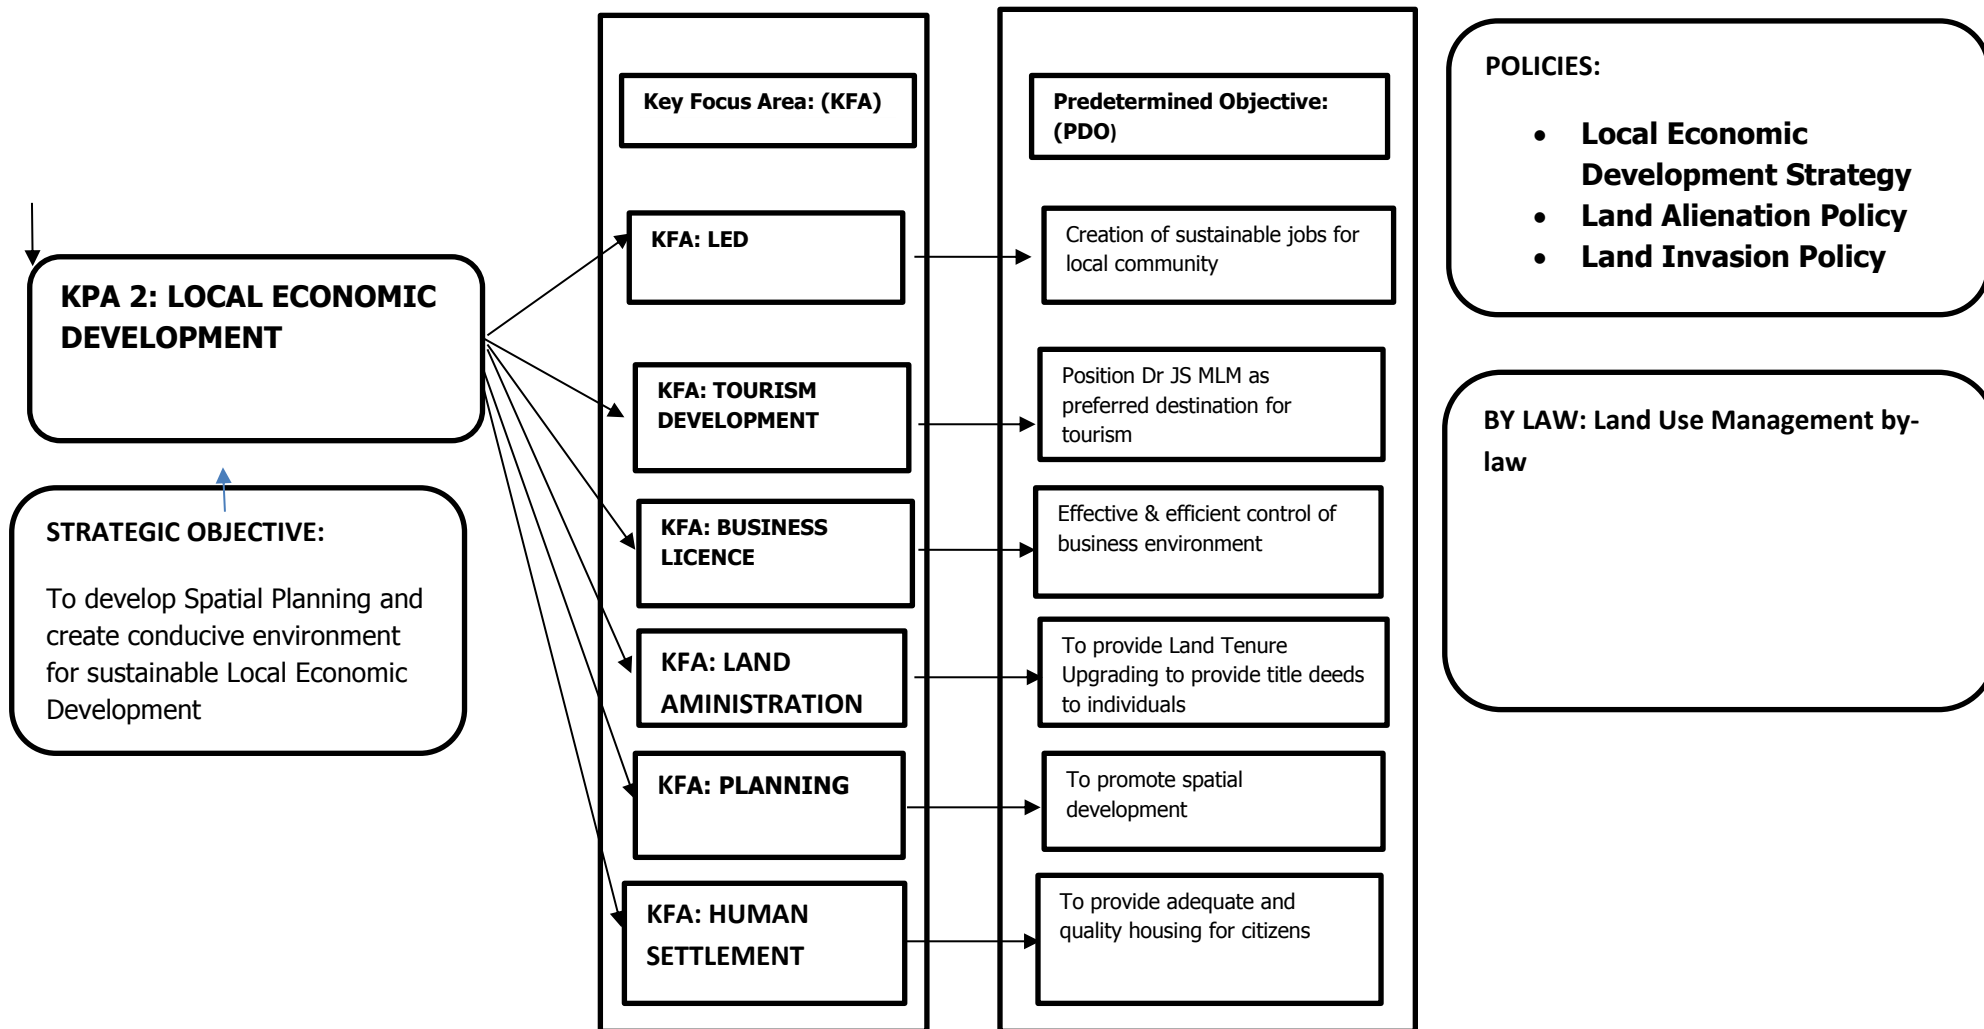 KPA 2: LOCAL ECONOMIC
DEVELOPMENT
STRATEGIC OBJECTIVE:
To develop Spatial Planning and
create conducive environment
for sustainable Local Economic
Development
Key Focus Area: (KFA)
KFA: LED
KFA: TOURISM
DEVELOPMENT
KFA: BUSINESS
LICENCE
KFA: LAND
AMINISTRATION
KFA: PLANNING
KFA: HUMAN
SETTLEMENT
Predetermined Objective:
(PDO)
Creation of sustainable jobs for
local community
Position Dr JS MLM as
preferred destination for
tourism
Effective & efficient control of
business environment
To provide Land Tenure
Upgrading to provide title deeds
to individuals
To promote spatial
development
To provide adequate and
quality housing for citizens
POLICIES:
• Local Economic
Development Strategy
• Land Alienation Policy
• Land Invasion Policy
BY LAW: Land Use Management by-
law